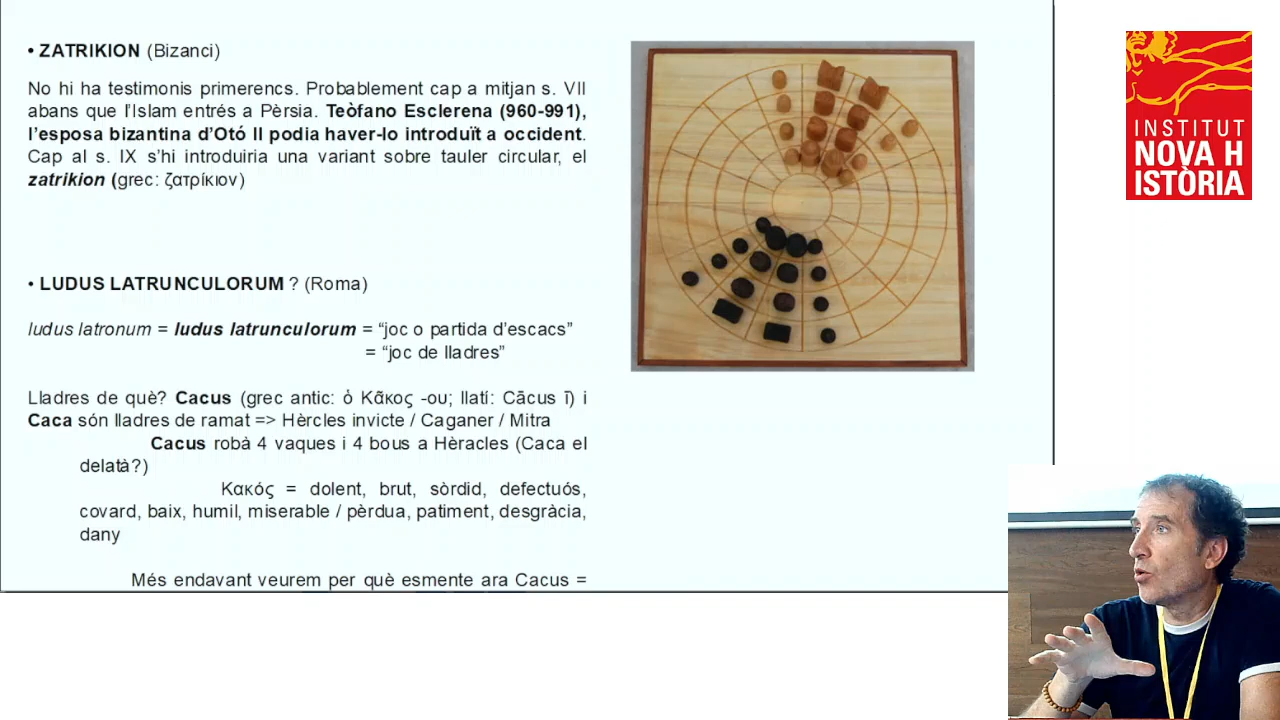 • ZATRIKION (Bizanci)
No hi ha testimonis primerencs. Probablement cap a mitjan s. VII
abans que l'Islam entrés a Pèrsia. Teòfano Esclerena (960-991),
l'esposa bizantina d'Otó II podia haver-lo introduït a occident.
Cap al s. IX s'hi introduiria una variant sobre tauler circular, el
zatrikion (grec: ζατρίκιον)
• LUDUS LATRUNCULORUM ? (Roma)
ludus latronum = ludus latrunculorum = “joc o partida d'escacs”
= “joc de lladres”
Lladres de què? Cacus (grec antic: ὁ Κᾶκος -ου; llatí: Cācus ī) i
Caca són lladres de ramat => Hèrcles invicte / Caganer / Mitra
Cacus robà 4 vaques i 4 bous a Hèracles (Caca el
delatà?)
Κακός = dolent, brut, sòrdid, defectuós,
covard, baix, humil, miserable / pèrdua, patiment, desgràcia,
dany
Més endavant veurem per què esmente ara Cacus =
INSTITUT
NOVA H
ISTÒRIA